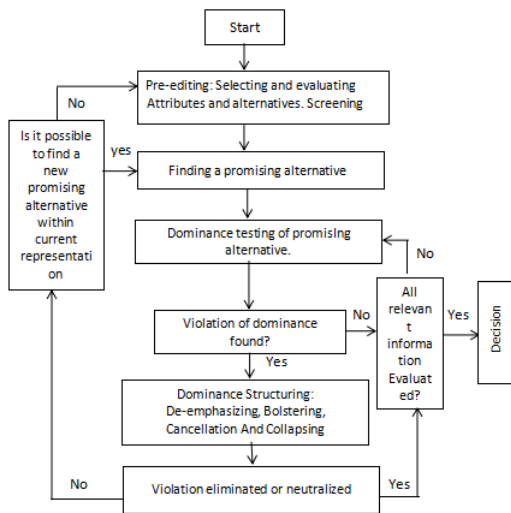 Start
Pre-editing: Selecting and evaluating
Attributes and alternatives. Screening
No
Is it possible
to find a
new
promising
alternative
within
current
representati
on
yes
Finding a promising alternative
Dominance testing of promising
alternative.
No
Violation of dominance
found?
No
All
relevan
t
informa
tion
Evaluat
ed?
Yes
Decision
Yes
Dominance Structuring:
De-emphasizing, Bolstering,
Cancellation And Collapsing
No
Violation eliminated or neutralized
Yes